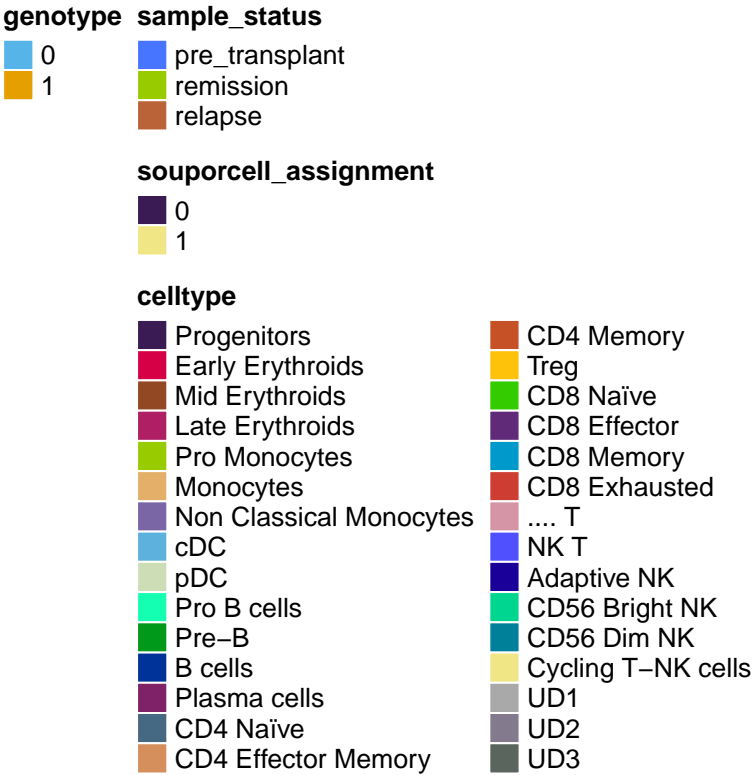 genotype
0
1
sample_status
pre_transplant
remission
relapse
souporcell_assignment
0
1
celltype
Progenitors
Early Erythroids
Mid Erythroids
Late Erythroids
Pro Monocytes
Monocytes
Non Classical Monocytes
cDC
pDC
Pro B cells
Pre−B
B cells
Plasma cells
CD4 Naïve
CD4 Effector Memory
CD4 Memory
Treg
CD8 Naïve
CD8 Effector
CD8 Memory
CD8 Exhausted
.... T
NK T
Adaptive NK
CD56 Bright NK
CD56 Dim NK
Cycling T−NK cells
UD1
UD2
UD3